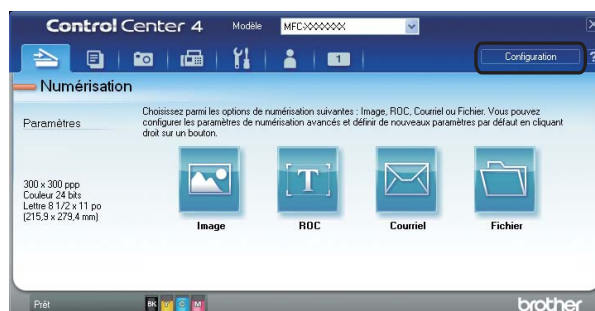 Control Center 4
Modèle
MFC-XXXXXXX
1
Configuration
?
Numérisation
Paramètres
Choisissez parmi les options de numérisation suivantes : Image, ROC, Courriel ou Fichier. Vous pouvez
configurer les paramètres de numérisation avancés et définir de nouveaux paramètres par défaut en cliquant
droit sur un bouton.
300 x 300 ppp
Couleur 24 bits
Lettre 8 1/2 x 11 po
(215,9 x 279,4 mm)
T
Image
ROC
Courriel
Fichier
Prêt
BK Y C M
brother